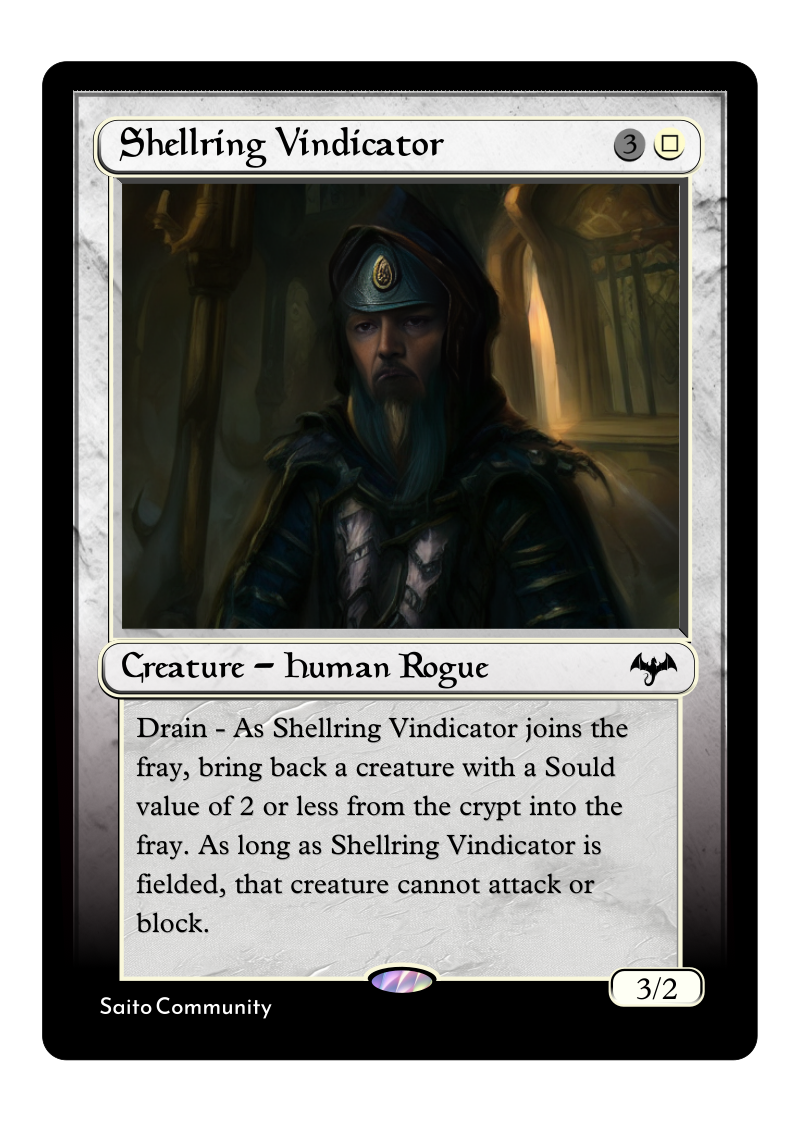 Shellring Vindicator
3
Creature – Human Rogue
Drain - As Shellring Vindicator joins the
fray, bring back a creature with a Sould
value of 2 or less from the crypt into the
fray. As long as Shellring Vindicator is
fielded, that creature cannot attack or
block.
3/2
Saito Community